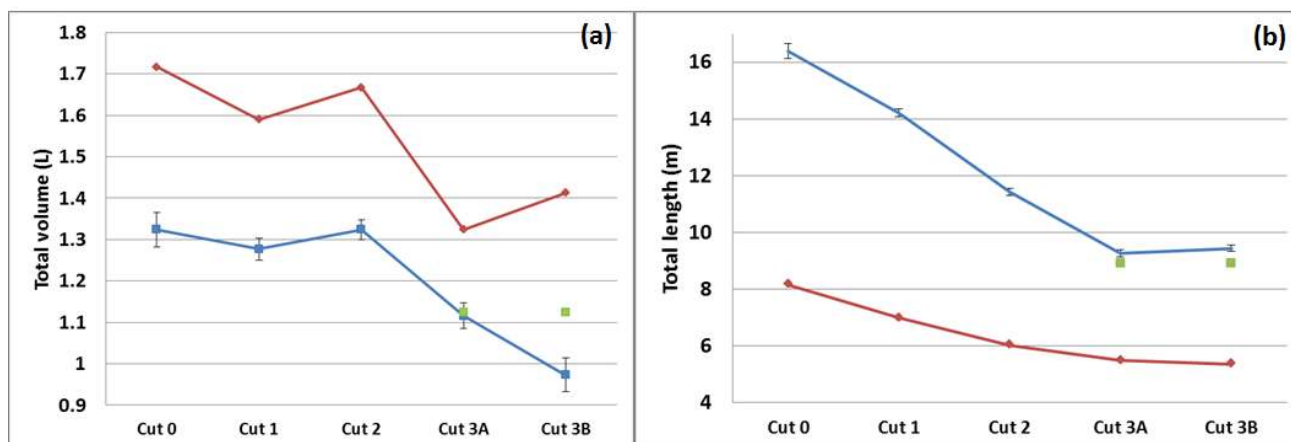 (a)
Total volume (L)
1.8
1.7
1.6
1.5
1.4
1.3
1.2
1.1
1
0.9
Cut 0 Cut 1 Cut 2 Cut 3A Cut 3B
(b)
Total length (m)
16
14
12
10
8
6
4
Cut 0 Cut 1 Cut 2 Cut 3A Cut 3B